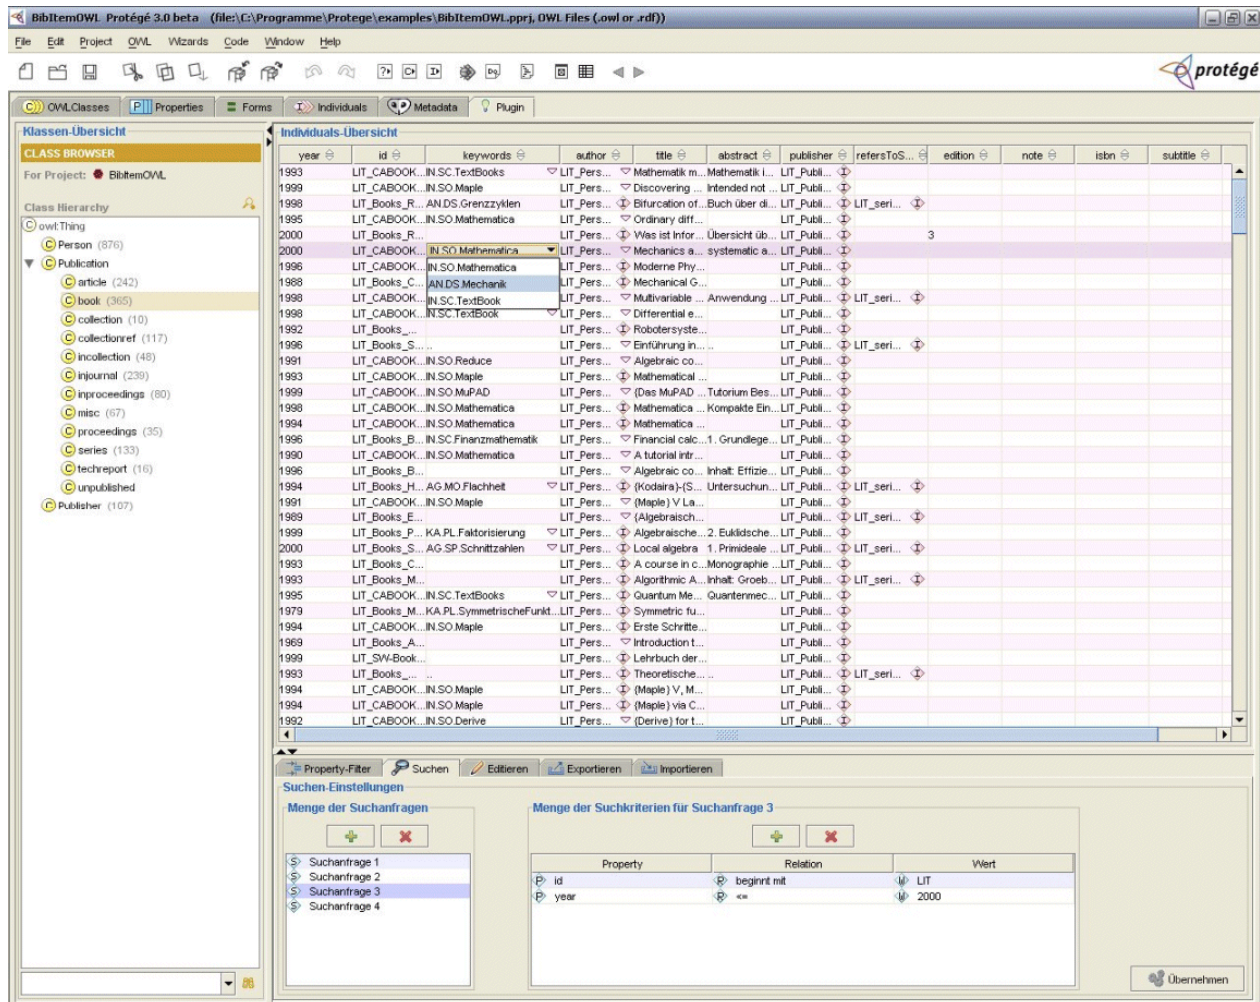 BibItemOWL Protégé 3.0 beta (file:\C:\Programme\Protege\examples\BibItemOWL.pprj, OWL Files (.owl or .rdf))
File Edit Project OWL Wizards Code Window Help
protégé
OWLClasses Properties Forms Individuals Metadata Plugin
Klassen-Übersicht
CLASS BROWSER
For Project: BibItemOWL
Class Hierarchy
owl:Thing
Person (876)
Publication
article (242)
book (365)
collection (10)
collectionref (117)
incollection (48)
injournal (239)
inproceedings (80)
misc (67)
proceedings (35)
series (133)
techreport (16)
unpublished
Publisher (107)
Individuals-Übersicht
year id keywords author title abstract publisher refersToS... edition note isbn subtitle
1993 LIT_CABOOK... IN.SC.TextBooks LIT_Pers... Mathematik m... Mathematik i... LIT_Publi...
1999 LIT_CABOOK... IN.SO.Maple LIT_Pers... Discovering ... Intended not ... LIT_Publi...
1998 LIT_Books_R... AN.DS.Grenzzyklen LIT_Pers... Bifurcation of... Buch über di... LIT_Publi... LIT_seri...
1995 LIT_CABOOK... IN.SO.Mathematica LIT_Pers... Ordinary diff... LIT_Publi...
2000 LIT_Books_R... LIT_Pers... Was ist Infor... Übersicht üb... LIT_Publi... 3
2000 LIT_CABOOK... IN.SO.Mathematica LIT_Pers... Mechanics a... systematic a... LIT_Publi...
1996 LIT_CABOOK... IN.SO.Mathematica LIT_Pers... Moderne Phy... LIT_Publi...
1988 LIT_Books_C... AN.DS.Mechanik LIT_Pers... Mechanical G... LIT_Publi...
1998 LIT_CABOOK... IN.SC.TextBook LIT_Pers... Multivariable ... Anwendung ... LIT_Publi... LIT_seri...
1998 LIT_CABOOK... IN.SC.TextBook LIT_Pers... Differential e... LIT_Publi...
1992 LIT_Books_... LIT_Pers... Robotersyste... LIT_Publi...
1996 LIT_Books_S... .. LIT_Pers... Einführung in... .. LIT_Publi... LIT_seri...
1991 LIT_CABOOK... IN.SO.Reduce LIT_Pers... Algebraic co... LIT_Publi...
1993 LIT_CABOOK... IN.SO.Maple LIT_Pers... Mathematical ... LIT_Publi...
1999 LIT_CABOOK... IN.SO.MuPAD LIT_Pers... {Das MuPAD ... Tutorium Bes... LIT_Publi...
1998 LIT_CABOOK... IN.SO.Mathematica LIT_Pers... Mathematica ... Kompakte Ein... LIT_Publi...
1994 LIT_CABOOK... IN.SO.Mathematica LIT_Pers... Mathematica ... LIT_Publi...
1996 LIT_Books_B... IN.SC.Finanzmathematik LIT_Pers... Financial calc... 1. Grundlege... LIT_Publi...
1990 LIT_CABOOK... IN.SO.Mathematica LIT_Pers... A tutorial intr... LIT_Publi...
1996 LIT_Books_B... LIT_Pers... Algebraic co... Inhalt: Effizie... LIT_Publi...
1994 LIT_Books_H... AG.MO.Flachheit LIT_Pers... {Kodaira}-{S... Untersuchun... LIT_Publi... LIT_seri...
1991 LIT_CABOOK... IN.SO.Maple LIT_Pers... {Maple} V La... LIT_Publi...
1989 LIT_Books_E... LIT_Pers... {Algebraisch... LIT_Publi... LIT_seri...
1999 LIT_Books_P... KA.PL.Faktorisierung LIT_Pers... Algebraische... 2. Euklidsche... LIT_Publi...
2000 LIT_Books_S... AG.SP.Schnittzahlen LIT_Pers... Local algebra 1. Primideale ... LIT_Publi... LIT_seri...
1993 LIT_Books_C... LIT_Pers... A course in c... Monographie ... LIT_Publi...
1993 LIT_Books_M... LIT_Pers... Algorithmic A... Inhalt: Groeb... LIT_Publi... LIT_seri...
1995 LIT_CABOOK... IN.SC.TextBooks LIT_Pers... Quantum Me... Quantenmec... LIT_Publi...
1979 LIT_Books_M... KA.PL.SymmetrischeFunkt... LIT_Pers... Symmetric fu... LIT_Publi...
1994 LIT_CABOOK... IN.SO.Maple LIT_Pers... Erste Schritte... LIT_Publi...
1969 LIT_Books_A... LIT_Pers... Introduction t... LIT_Publi...
1999 LIT_SW-Book... LIT_Pers... Lehrbuch der... LIT_Publi...
1993 LIT_Books_... .. LIT_Pers... Theoretische... .. LIT_Publi... LIT_seri...
1994 LIT_CABOOK... IN.SO.Maple LIT_Pers... {Maple} V, M... LIT_Publi...
1994 LIT_CABOOK... IN.SO.Maple LIT_Pers... {Maple} via C... LIT_Publi...
1992 LIT_CABOOK... IN.SO.Derive LIT_Pers... {Derive} for t... LIT_Publi...
Property-Filter Suchen Editieren Exportieren Importieren
Suchen-Einstellungen
Menge der Suchanfragen
Suchanfrage 1
Suchanfrage 2
Suchanfrage 3
Suchanfrage 4
Menge der Suchkriterien für Suchanfrage 3
Property Relation Wert
id beginnt mit LIT
year <= 2000
Übernehmen